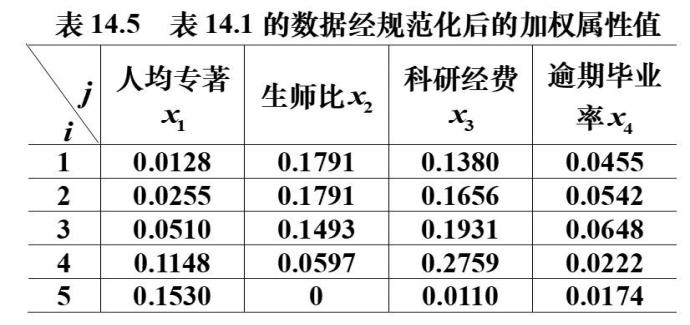 表 14.5 表 14.1 的数据经规范化后的加权属性值
j i 人均专著 x₁ 生师比 x₂ 科研经费 x₃ 逾期毕业率 x₄
1 0.0128 0.1791 0.1380 0.0455
2 0.0255 0.1791 0.1656 0.0542
3 0.0510 0.1493 0.1931 0.0648
4 0.1148 0.0597 0.2759 0.0222
5 0.1530 0 0.0110 0.0174